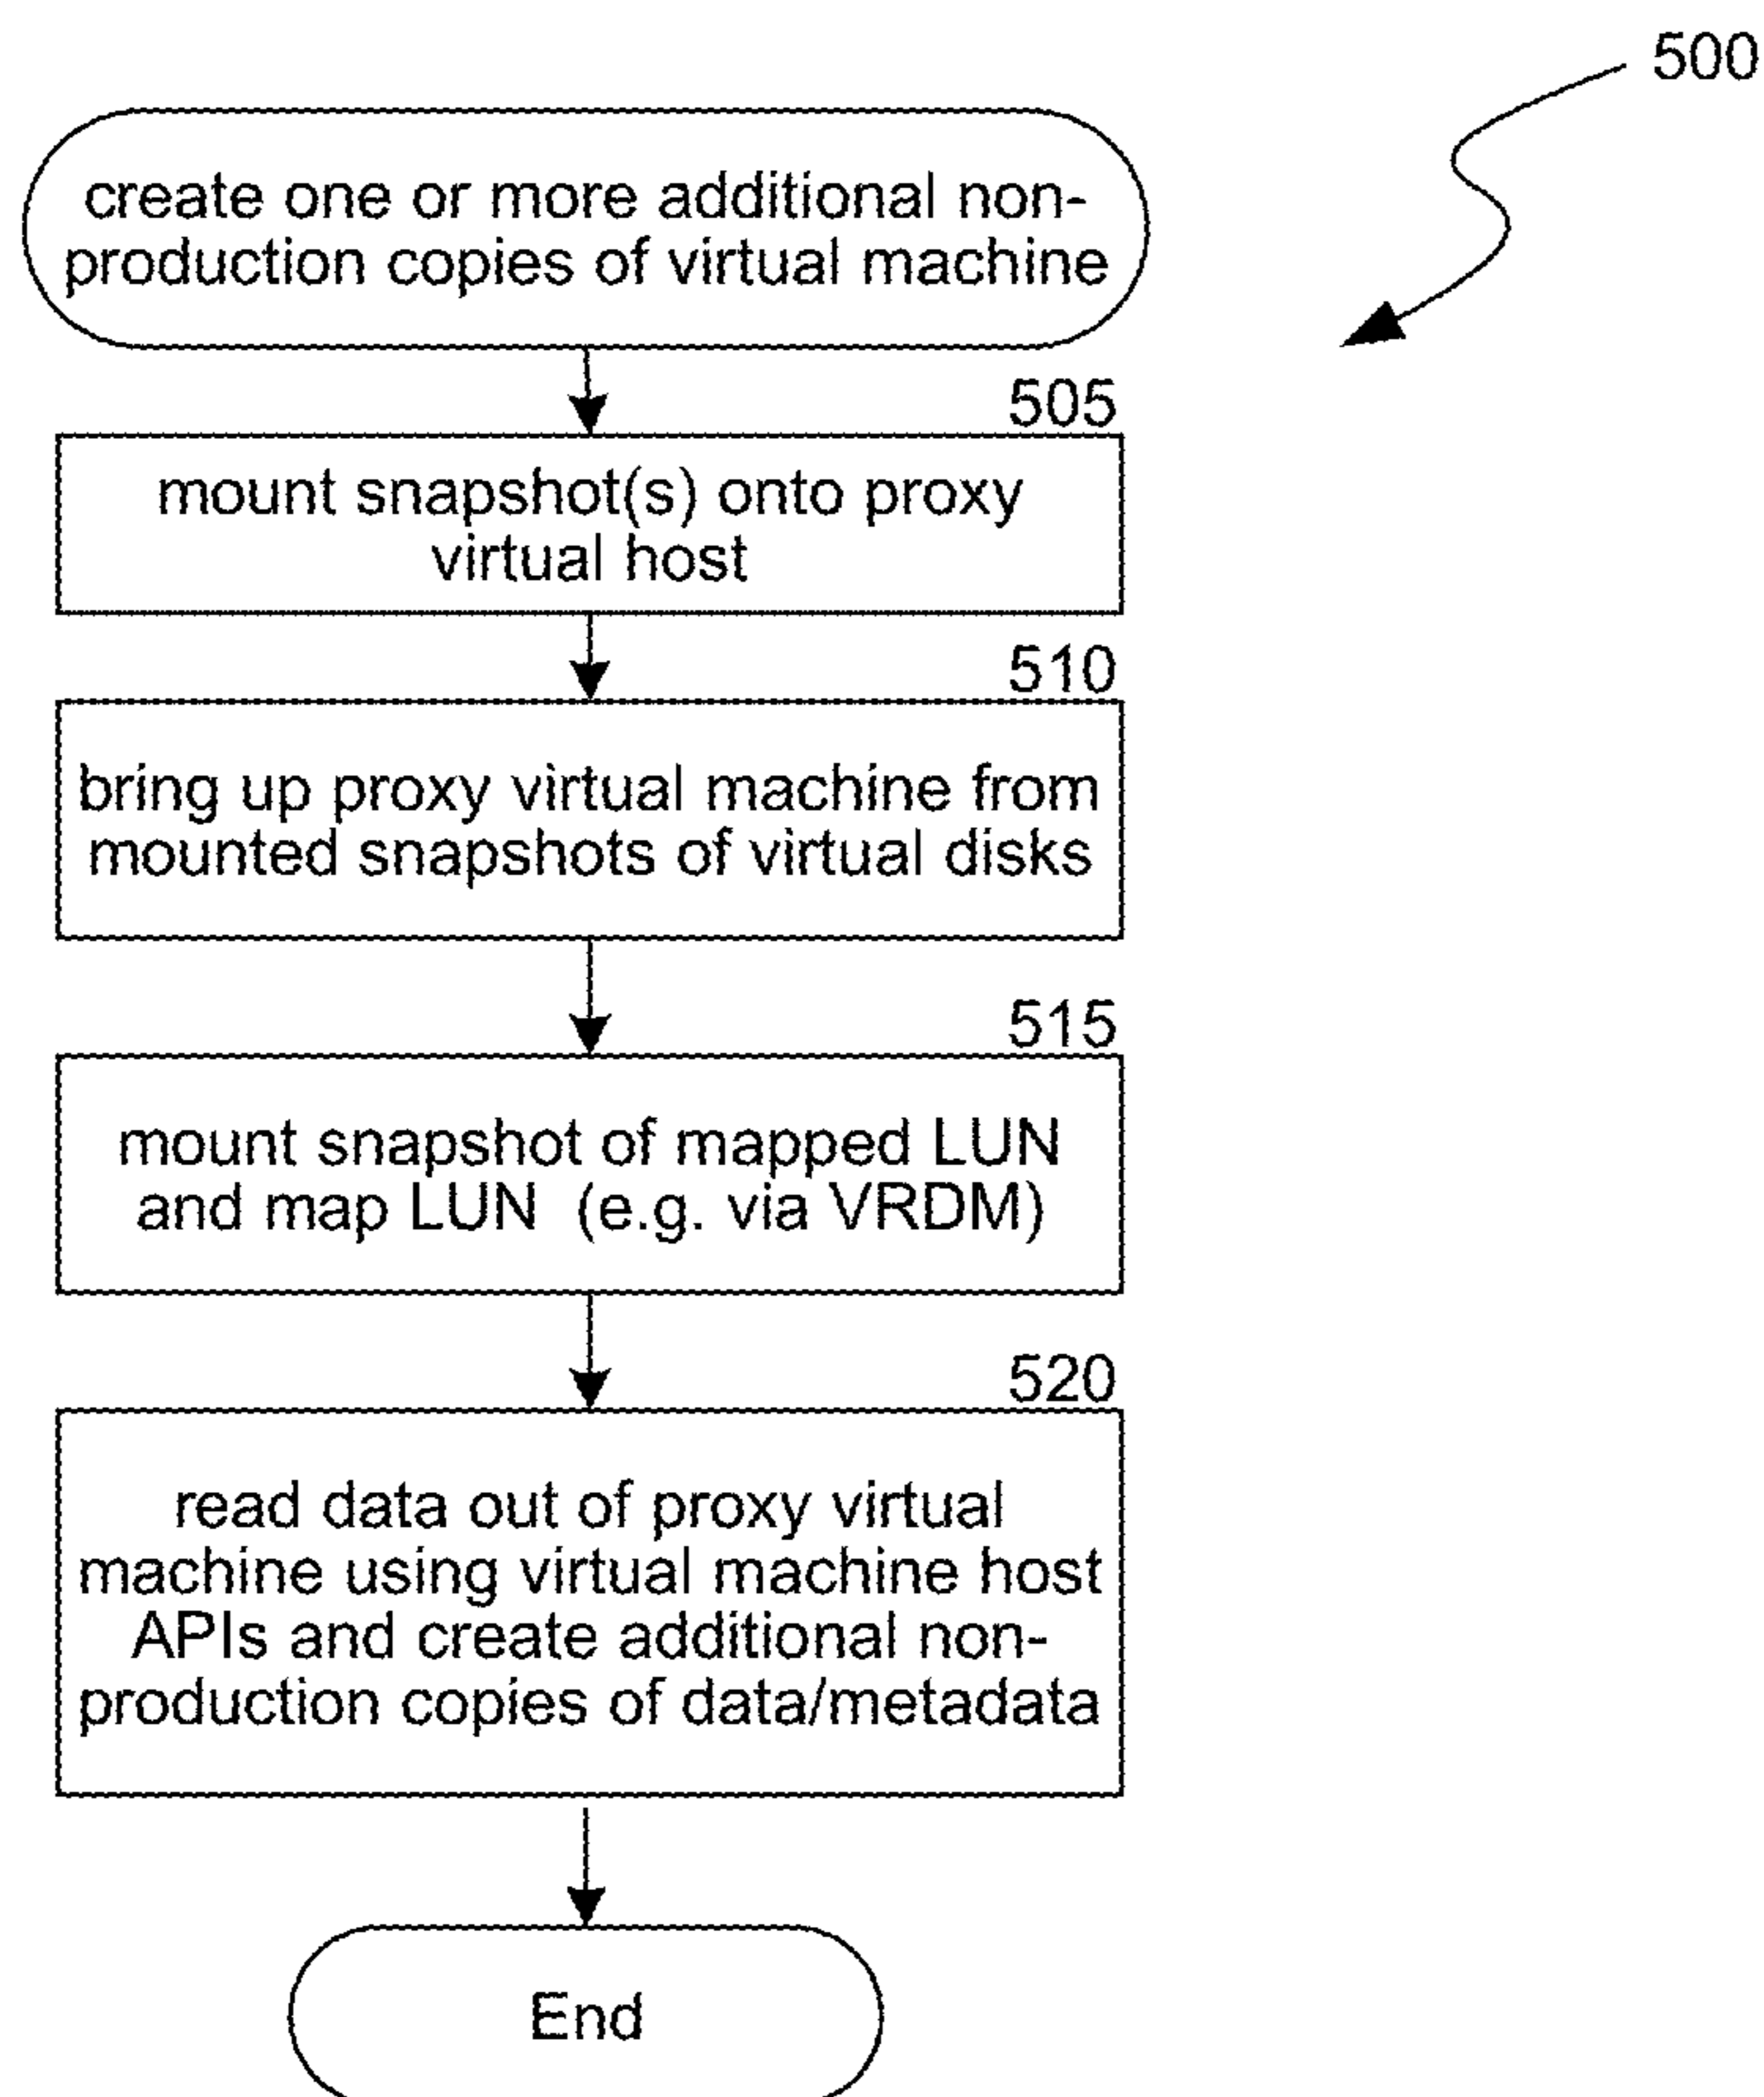 500
create one or more additional non-
production copies of virtual machine
505
mount snapshot(s) onto proxy
virtual host
510
bring up proxy virtual machine from
mounted snapshots of virtual disks
515
mount snapshot of mapped LUN
and map LUN (e.g. via VRDM)
520
read data out of proxy virtual
machine using virtual machine host
APIs and create additional non-
production copies of data/metadata
End